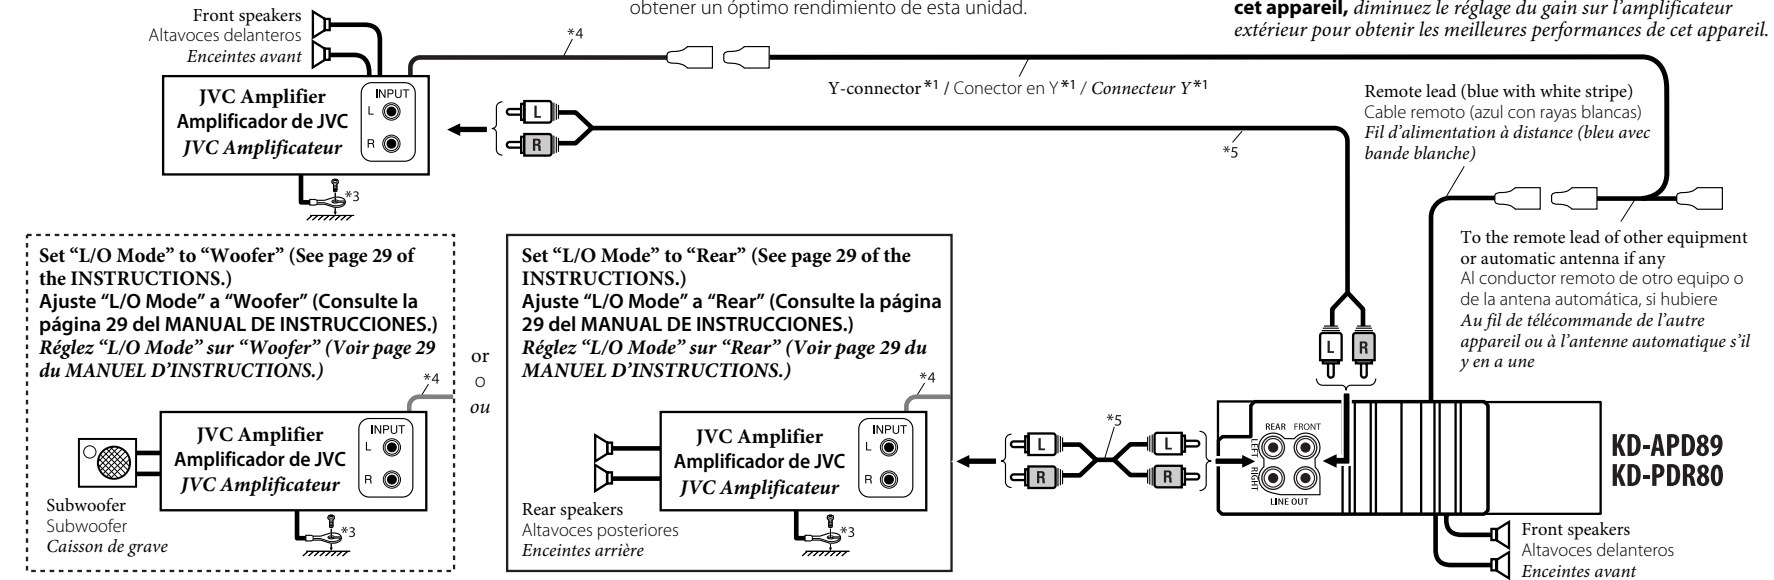 obtener un óptimo rendimiento de esta unidad.
cet appareil, diminuez le réglage du gain sur l'amplificateur
extérieur pour obtenir les meilleures performances de cet appareil.
Front speakers
Altavoces delanteros
Enceintes avant
*4
Y-connector*1 / Conector en Y*1 / Connecteur Y*1
JVC Amplifier
Amplificador de JVC
JVC Amplificateur
INPUT
L
R
L
R
*5
*3
Remote lead (blue with white stripe)
Cable remoto (azul con rayas blancas)
Fil d'alimentation à distance (bleu avec
bande blanche)
To the remote lead of other equipment
or automatic antenna if any
Al conductor remoto de otro equipo o
de la antena automática, si hubiere
Au fil de télécommande de l'autre
appareil ou à l'antenne automatique s'il
y en a une
Set “L/O Mode” to “Woofer” (See page 29 of
the INSTRUCTIONS.)
Ajuste “L/O Mode” a “Woofer” (Consulte la
página 29 del MANUAL DE INSTRUCCIONES.)
Réglez “L/O Mode” sur “Woofer” (Voir page 29
du MANUEL D'INSTRUCTIONS.)
*4
JVC Amplifier
Amplificador de JVC
JVC Amplificateur
INPUT
L
R
Subwoofer
Subwoofer
Caisson de grave
*3
or
o
ou
Set “L/O Mode” to “Rear” (See page 29 of the
INSTRUCTIONS.)
Ajuste “L/O Mode” a “Rear” (Consulte la página
29 del MANUAL DE INSTRUCCIONES.)
Réglez “L/O Mode” sur “Rear” (Voir page 29 du
MANUEL D'INSTRUCTIONS.)
*4
JVC Amplifier
Amplificador de JVC
JVC Amplificateur
INPUT
L
R
Rear speakers
Altavoces posteriores
Enceintes arrière
*3
*5
L
R
L
R
L
R
REAR FRONT
LEFT
RIGHT
LINE OUT
KD-APD89
KD-PDR80
Front speakers
Altavoces delanteros
Enceintes avant